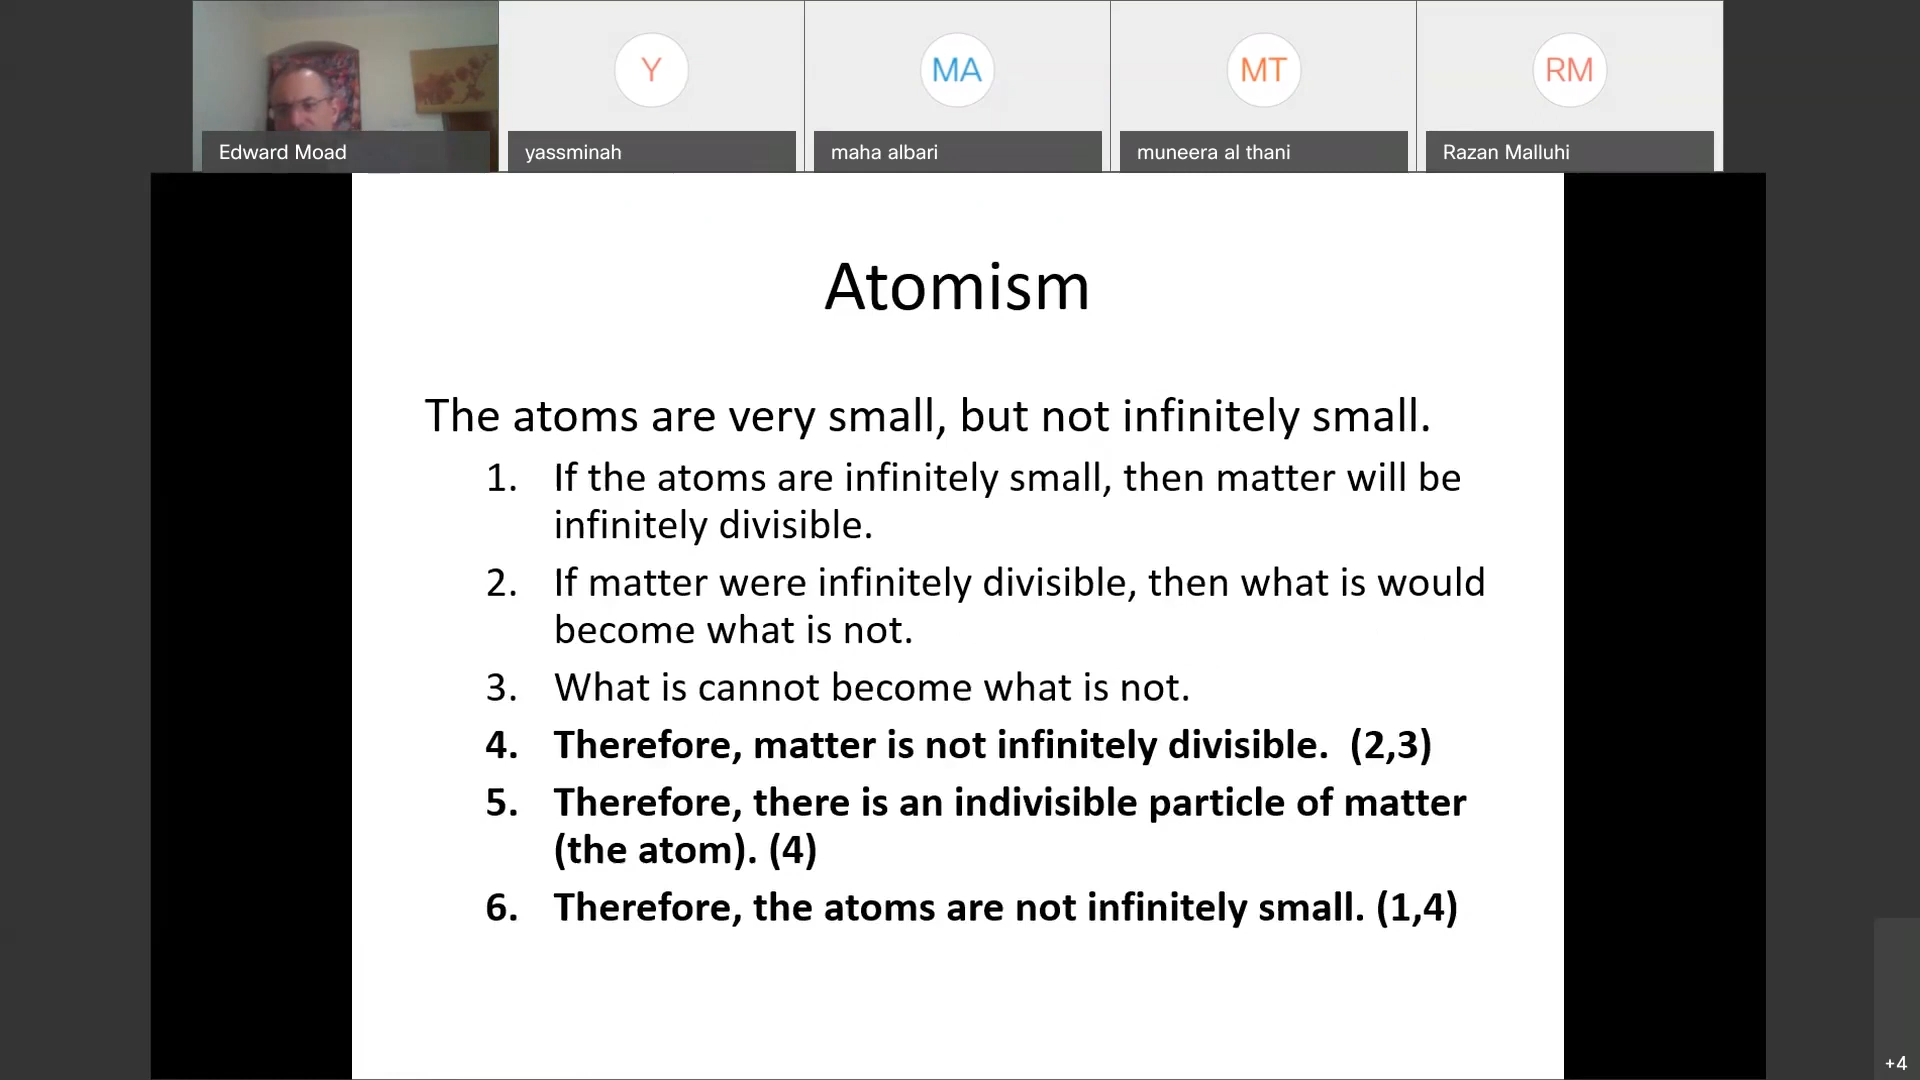 Y
MA
MT
RM
Edward Moad
yassminah
maha albari
muneera al thani
Razan Malluhi
Atomism
The atoms are very small, but not infinitely small.
1. If the atoms are infinitely small, then matter will be
infinitely divisible.
2. If matter were infinitely divisible, then what is would
become what is not.
3. What is cannot become what is not.
4. Therefore, matter is not infinitely divisible. (2,3)
5. Therefore, there is an indivisible particle of matter
(the atom). (4)
6. Therefore, the atoms are not infinitely small. (1,4)
+4